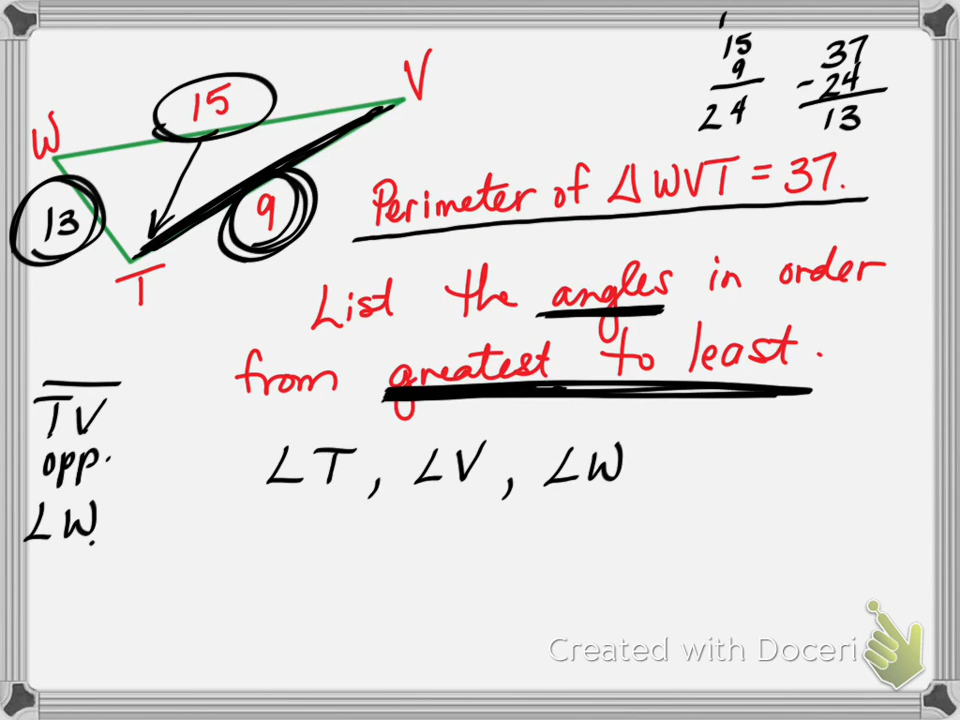 15
9
24
37
- 24
13
V
15
W
13
9
T
Perimeter of △WVT = 37.
List the angles in order
from greatest to least.
TV
opp.
∠W.
∠T, ∠V, ∠W
Created with Doceri